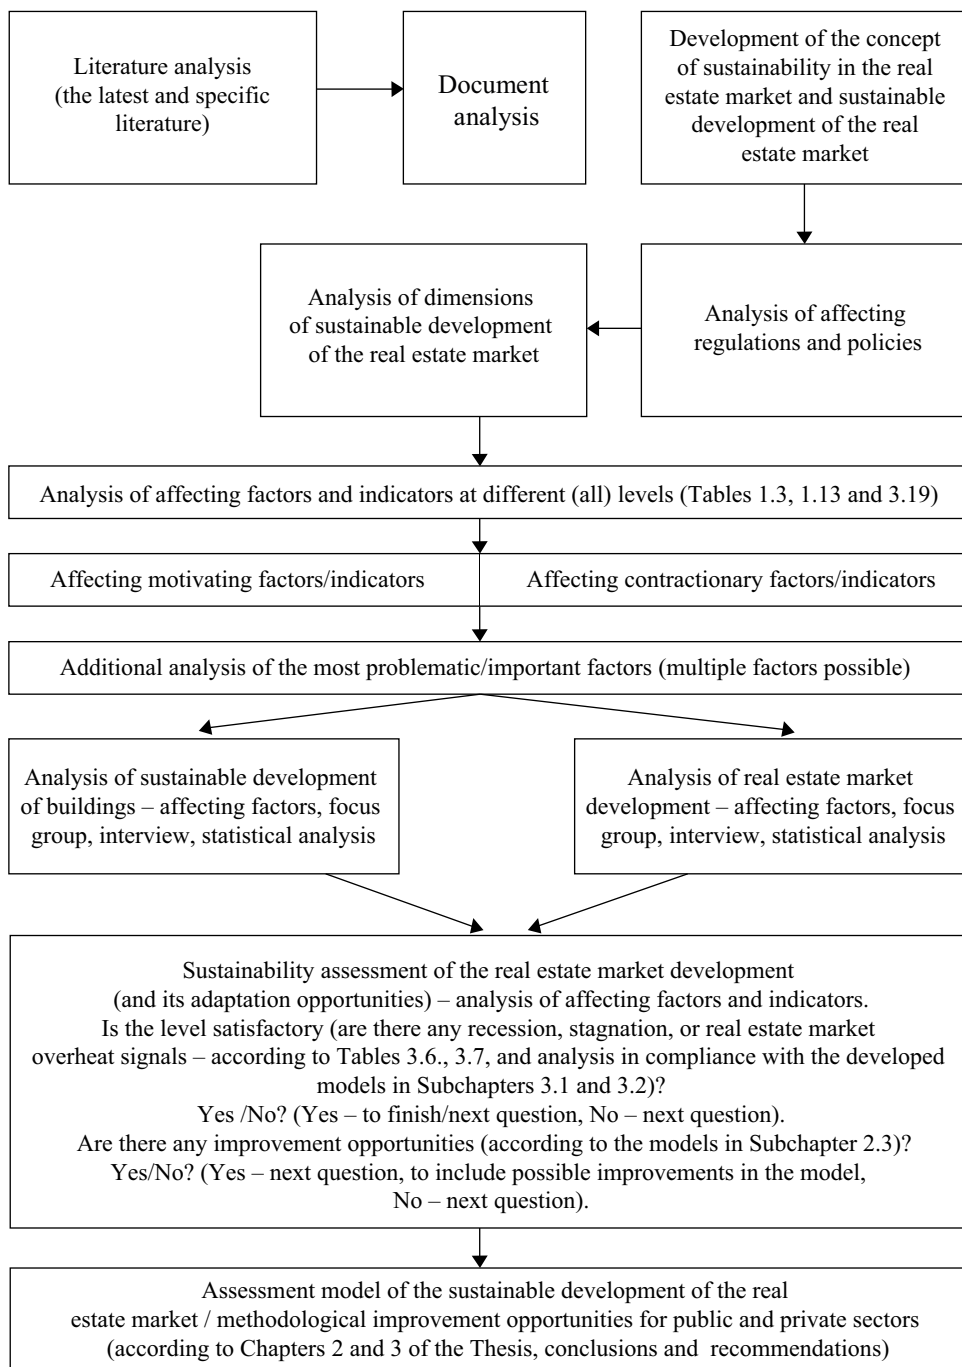 Literature analysis
(the latest and specific
literature)
Document
analysis
Development of the concept
of sustainability in the real
estate market and sustainable
development of the real
estate market
Analysis of dimensions
of sustainable development
of the real estate market
Analysis of affecting
regulations and policies
Analysis of affecting factors and indicators at different (all) levels (Tables 1.3, 1.13 and 3.19)
Affecting motivating factors/indicators
Affecting contractionary factors/indicators
Additional analysis of the most problematic/important factors (multiple factors possible)
Analysis of sustainable development
of buildings – affecting factors, focus
group, interview, statistical analysis
Analysis of real estate market
development – affecting factors, focus
group, interview, statistical analysis
Sustainability assessment of the real estate market development
(and its adaptation opportunities) – analysis of affecting factors and indicators.
Is the level satisfactory (are there any recession, stagnation, or real estate market
overheat signals – according to Tables 3.6., 3.7, and analysis in compliance with the developed
models in Subchapters 3.1 and 3.2)?
Yes /No? (Yes – to finish/next question, No – next question).
Are there any improvement opportunities (according to the models in Subchapter 2.3)?
Yes/No? (Yes – next question, to include possible improvements in the model,
No – next question).
Assessment model of the sustainable development of the real
estate market / methodological improvement opportunities for public and private sectors
(according to Chapters 2 and 3 of the Thesis, conclusions and recommendations)